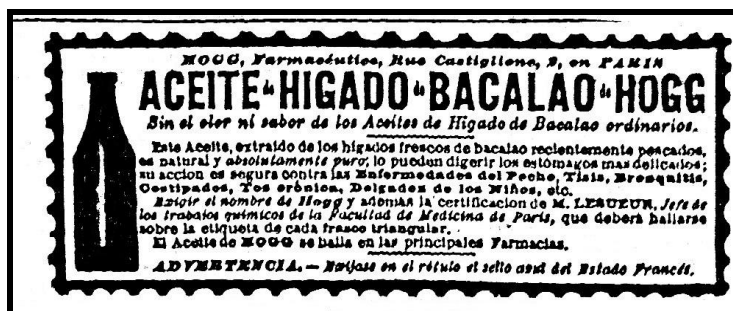 HOGG, Farmacéutico, Rue Castiglione, 2, en PARIS
ACEITE de HIGADO de BACALAO de HOGG
Sin el olor ni sabor de los Aceites de Higado de Bacalao ordinarios.
Este Aceite, extraido de los higados frescos de bacalao recientemente pescados,
es natural y absolutamente puro; lo pueden digerir los estómagos mas delicados;
su accion es segura contra las Enfermedades del Pecho, Tisis, Bronquitis,
Costipados, Tos crónica, Delgadez de los Niños, etc.
Exigir el nombre de Hogg y además la certificacion de M. LESUEUR, Jefe de
los trabajos químicos de la Facultad de Medicina de Paris, que deberá hallarse
sobre la etiqueta de cada frasco triangular.
El Aceite de HOGG se halla en las principales Farmacias.
ADVERTENCIA.— Exijase en el rótulo el sello azul del Estado Francés.